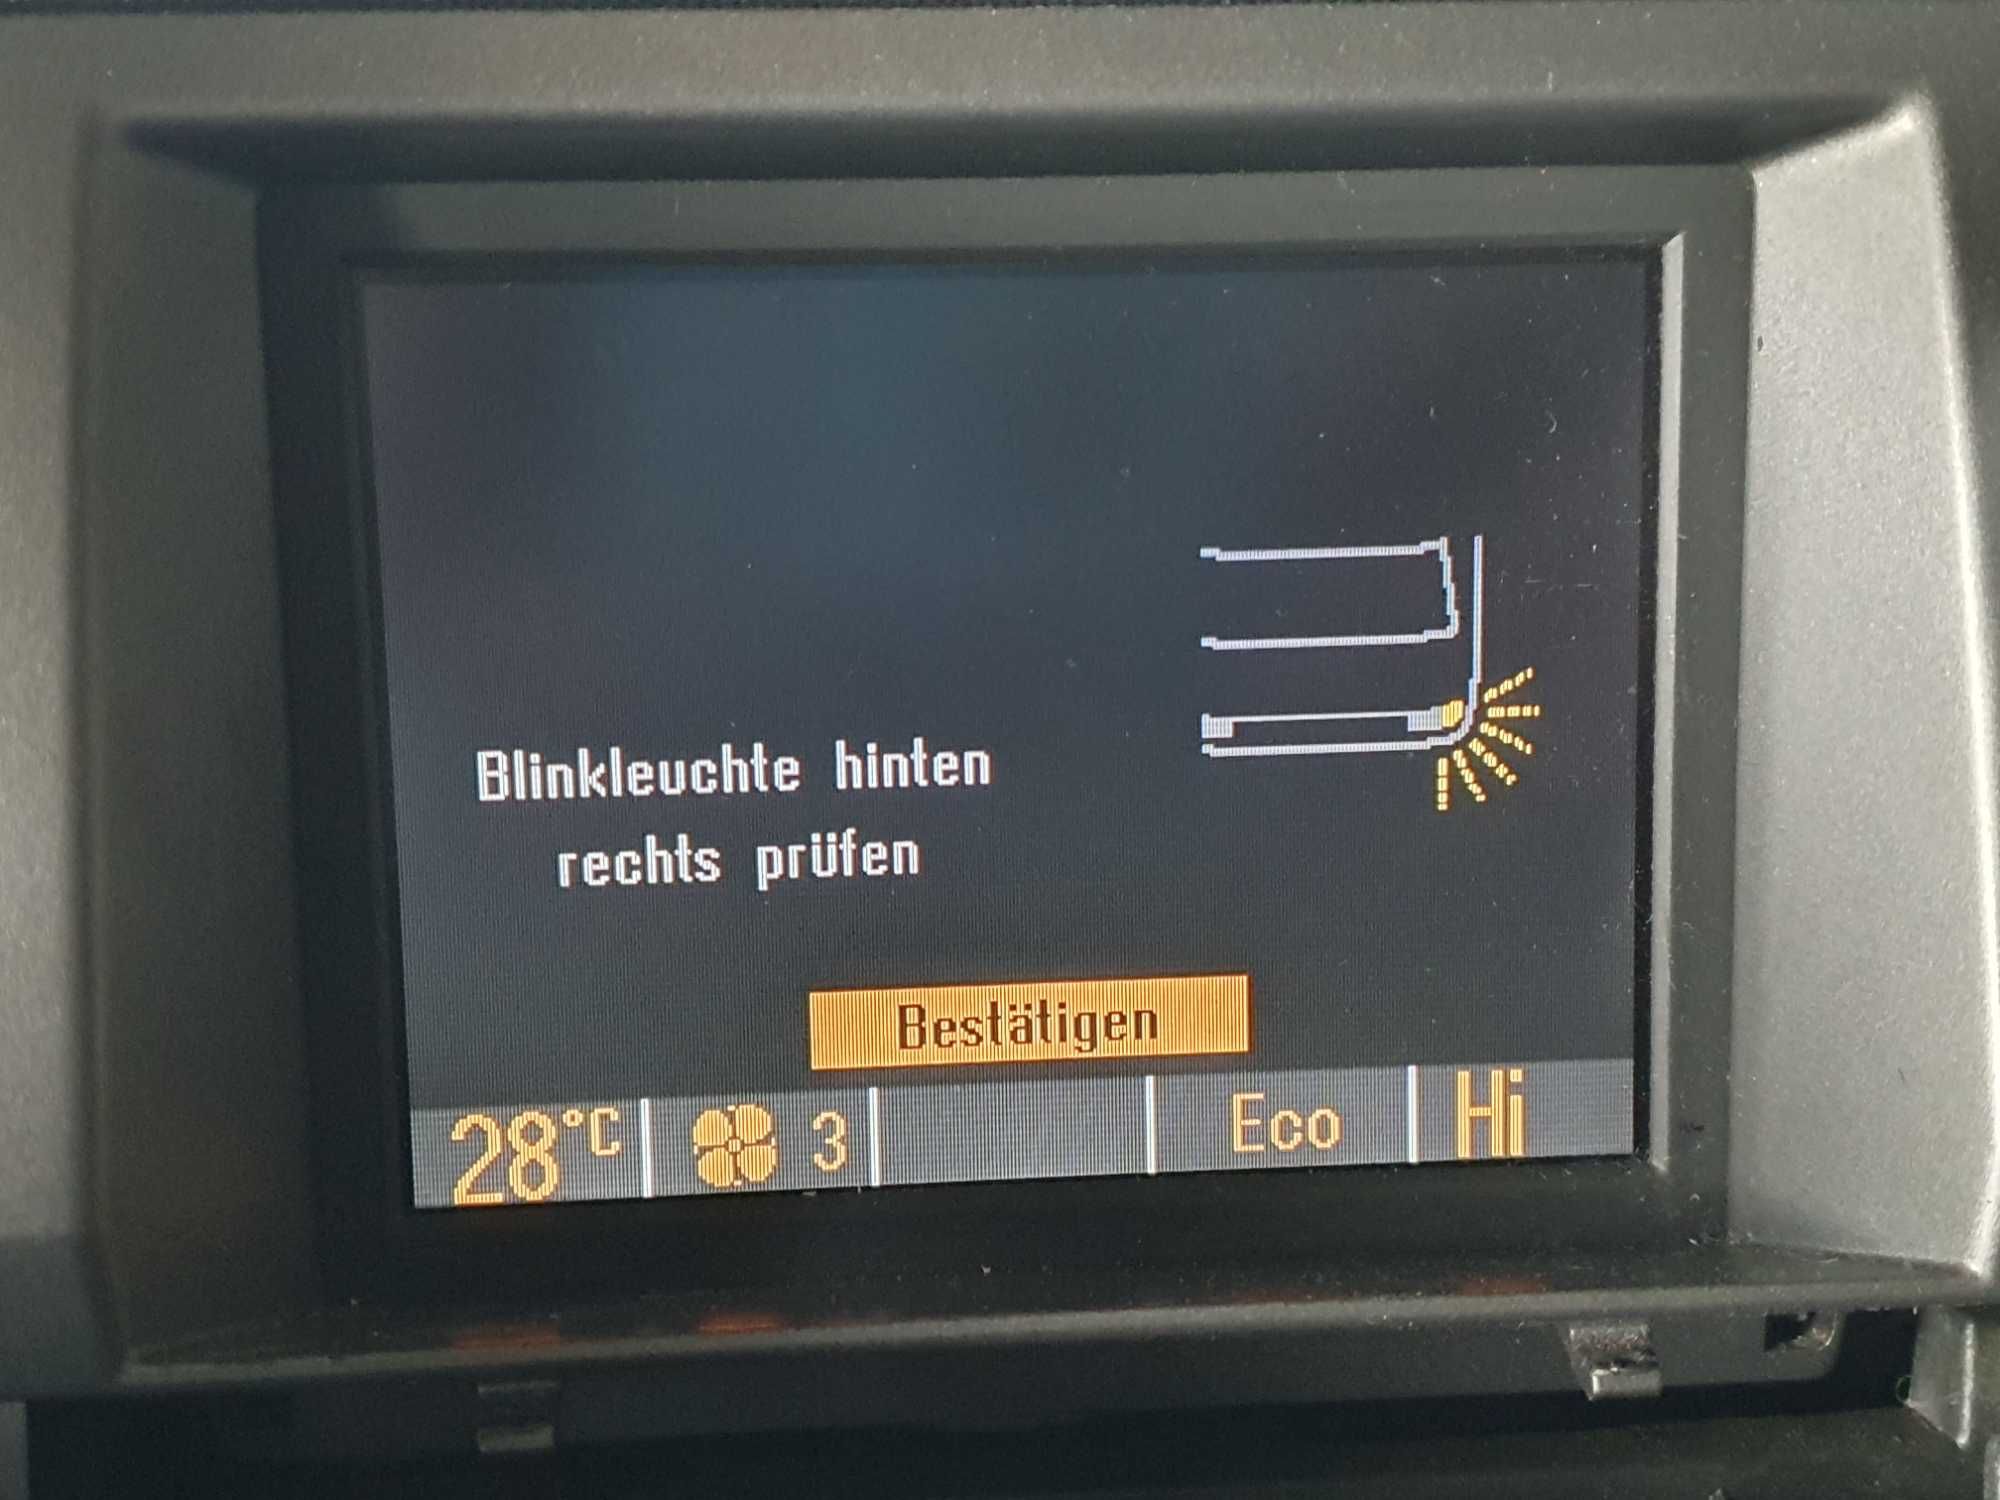 Blinkleuchte hinten
rechts prüfen
Bestätigen
28°C 3 Eco Hi